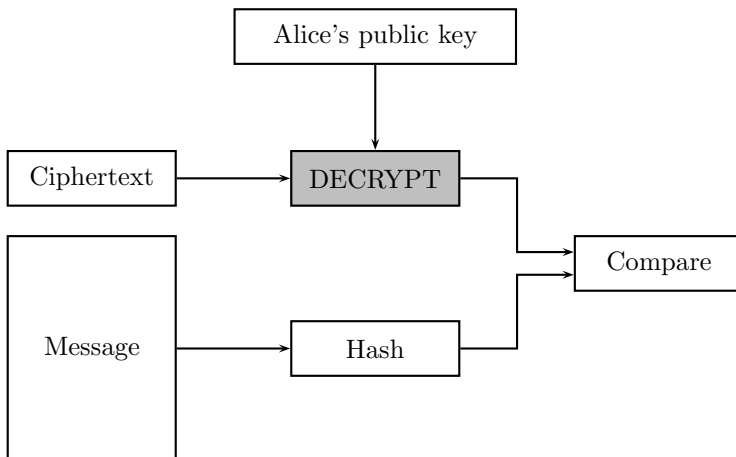 Alice's public key
Ciphertext
DECRYPT
Compare
Message
Hash